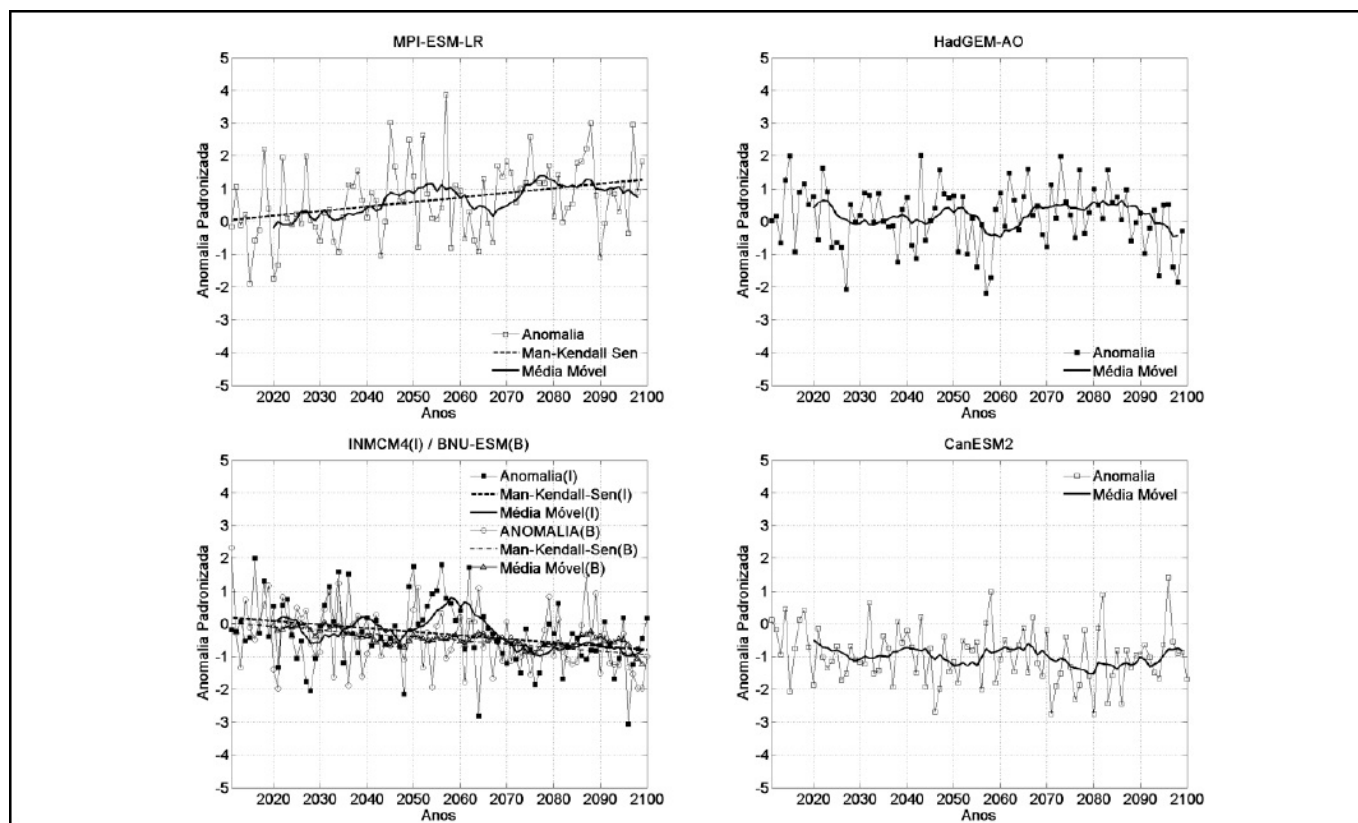 MPI-ESM-LR
5
4
3
2
1
0
-1
-2
-3
-4
-5
Anomalia Padronizada
Anomalia
Man-Kendall Sen
Média Móvel
2020 2030 2040 2050 2060 2070 2080 2090 2100
Anos
HadGEM-AO
5
4
3
2
1
0
-1
-2
-3
-4
-5
Anomalia Padronizada
Anomalia
Média Móvel
2020 2030 2040 2050 2060 2070 2080 2090 2100
Anos
INMCM4(I) / BNU-ESM(B)
5
4
3
2
1
0
-1
-2
-3
-4
-5
Anomalia Padronizada
Anomalia(I)
Man-Kendall-Sen(I)
Média Móvel(I)
ANOMALIA(B)
Man-Kendall-Sen(B)
Média Móvel(B)
2020 2030 2040 2050 2060 2070 2080 2090 2100
Anos
CanESM2
5
4
3
2
1
0
-1
-2
-3
-4
-5
Anomalia Padronizada
Anomalia
Média Móvel
2020 2030 2040 2050 2060 2070 2080 2090 2100
Anos